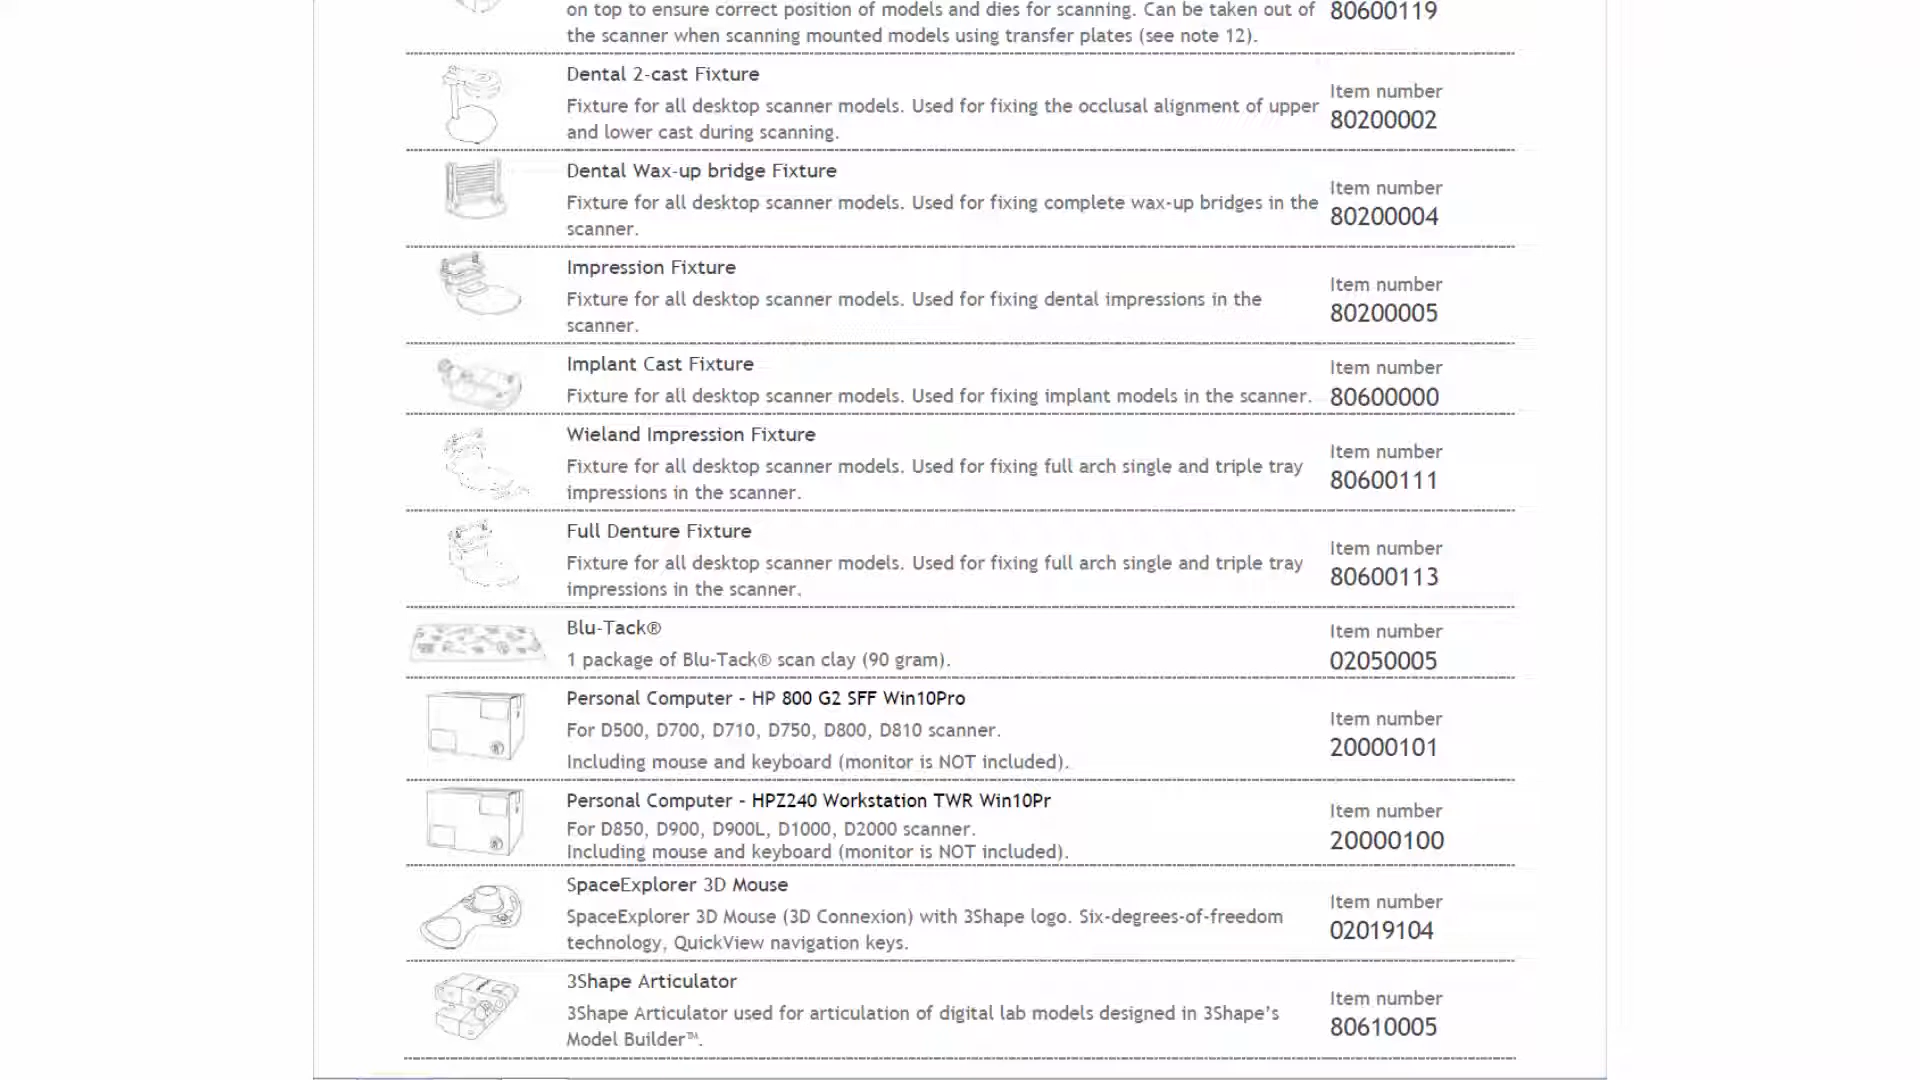 on top to ensure correct position of models and dies for scanning. Can be taken out of
the scanner when scanning mounted models using transfer plates (see note 12).
80600119
Dental 2-cast Fixture
Fixture for all desktop scanner models. Used for fixing the occlusal alignment of upper
and lower cast during scanning.
Item number
80200002
Dental Wax-up bridge Fixture
Fixture for all desktop scanner models. Used for fixing complete wax-up bridges in the
scanner.
Item number
80200004
Impression Fixture
Fixture for all desktop scanner models. Used for fixing dental impressions in the
scanner.
Item number
80200005
Implant Cast Fixture
Fixture for all desktop scanner models. Used for fixing implant models in the scanner.
Item number
80600000
Wieland Impression Fixture
Fixture for all desktop scanner models. Used for fixing full arch single and triple tray
impressions in the scanner.
Item number
80600111
Full Denture Fixture
Fixture for all desktop scanner models. Used for fixing full arch single and triple tray
impressions in the scanner.
Item number
80600113
Blu-Tack®
1 package of Blu-Tack® scan clay (90 gram).
Item number
02050005
Personal Computer - HP 800 G2 SFF Win10Pro
For D500, D700, D710, D750, D800, D810 scanner.
Including mouse and keyboard (monitor is NOT included).
Item number
20000101
Personal Computer - HPZ240 Workstation TWR Win10Pr
For D850, D900, D900L, D1000, D2000 scanner.
Including mouse and keyboard (monitor is NOT included).
Item number
20000100
SpaceExplorer 3D Mouse
SpaceExplorer 3D Mouse (3D Connexion) with 3Shape logo. Six-degrees-of-freedom
technology, QuickView navigation keys.
Item number
02019104
3Shape Articulator
3Shape Articulator used for articulation of digital lab models designed in 3Shape’s
Model Builder™.
Item number
80610005